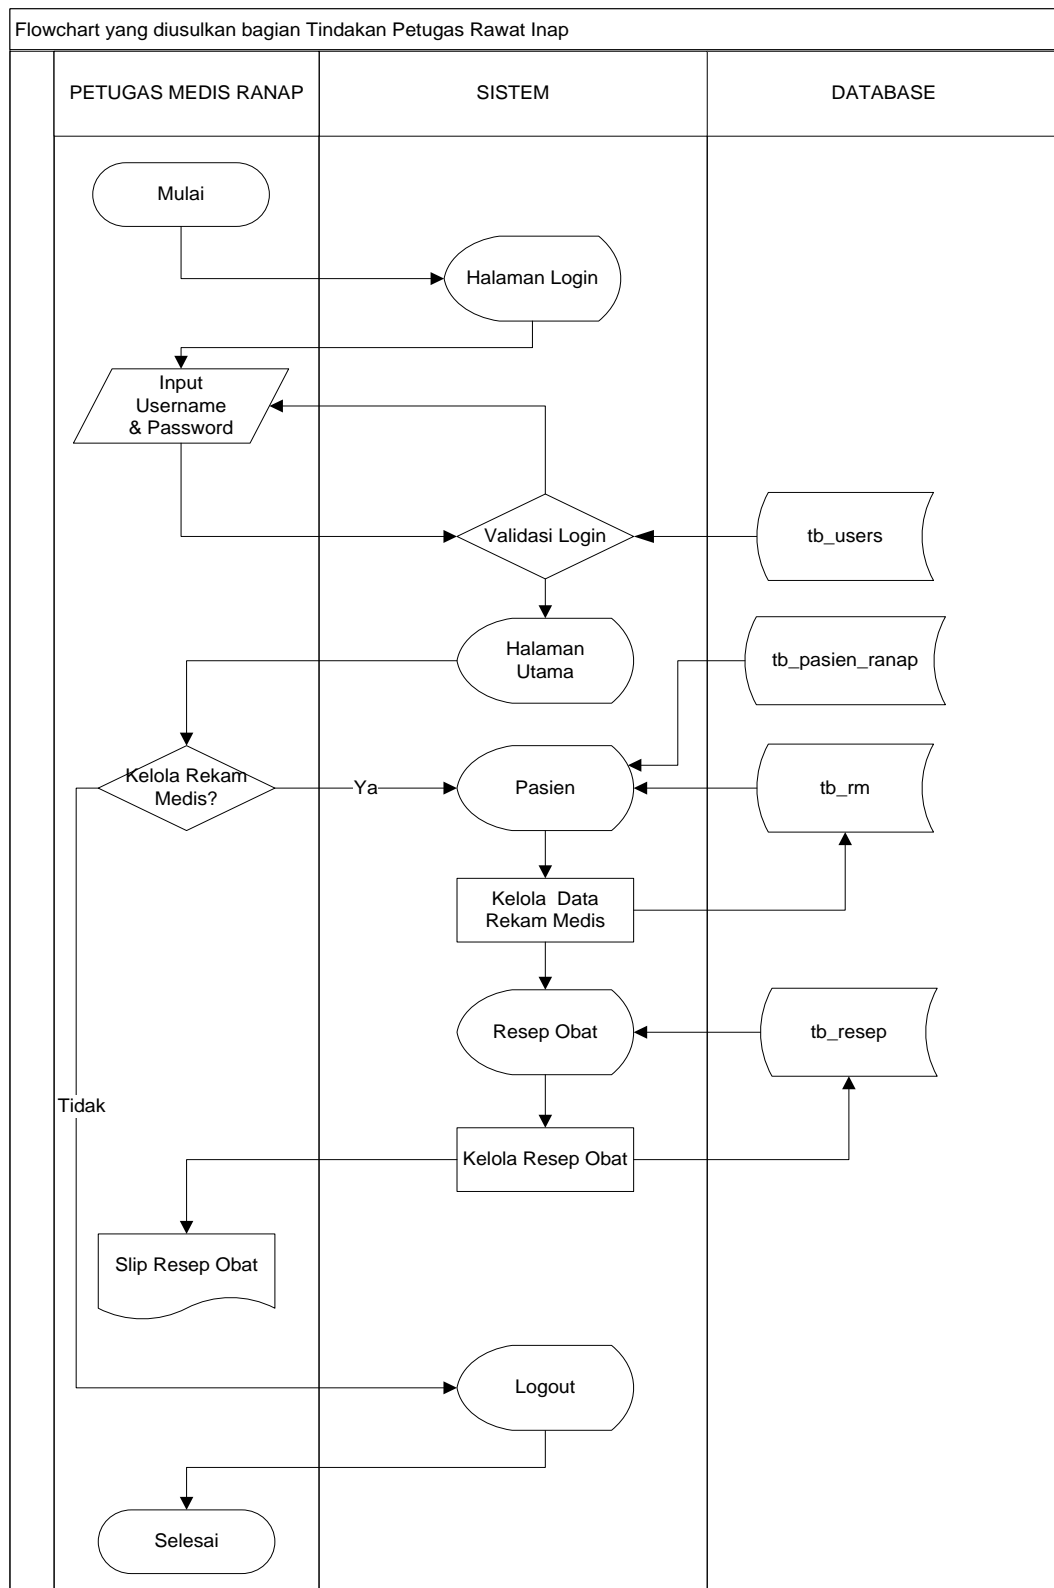 Flowchart yang diusulkan bagian Tindakan Petugas Rawat Inap
PETUGAS MEDIS RANAP
SISTEM
DATABASE
Mulai
Halaman Login
Input
Username
& Password
Validasi Login
tb_users
Halaman
Utama
tb_pasien_ranap
Kelola Rekam
Medis?
Ya
Pasien
tb_rm
Kelola  Data
Rekam Medis
Resep Obat
tb_resep
Tidak
Kelola Resep Obat
Slip Resep Obat
Logout
Selesai